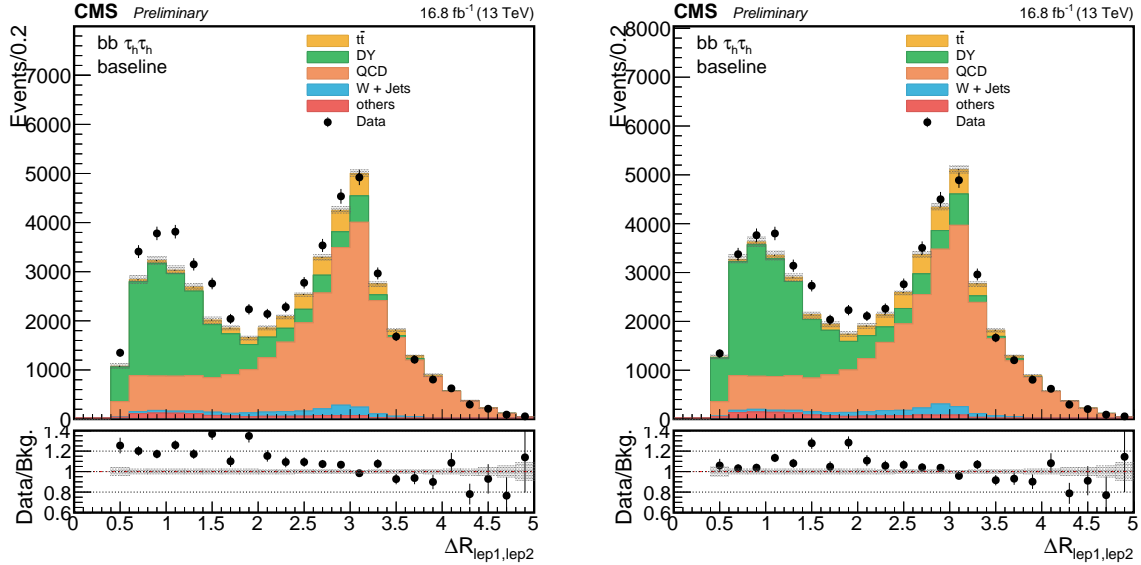 CMS Preliminary 16.8 fb⁻¹ (13 TeV)
Events/0.2
7000
6000
5000
4000
3000
2000
1000
0
bb τhτh
baseline
tt̄
DY
QCD
W + Jets
others
Data
Data/Bkg.
1.4
1.2
1
0.8
0.6
0 0.5 1 1.5 2 2.5 3 3.5 4 4.5 5
ΔRlep1,lep2
CMS Preliminary 16.8 fb⁻¹ (13 TeV)
Events/0.2
8000
7000
6000
5000
4000
3000
2000
1000
0
bb τhτh
baseline
tt̄
DY
QCD
W + Jets
others
Data
Data/Bkg.
1.4
1.2
1
0.8
0.6
0 0.5 1 1.5 2 2.5 3 3.5 4 4.5 5
ΔRlep1,lep2